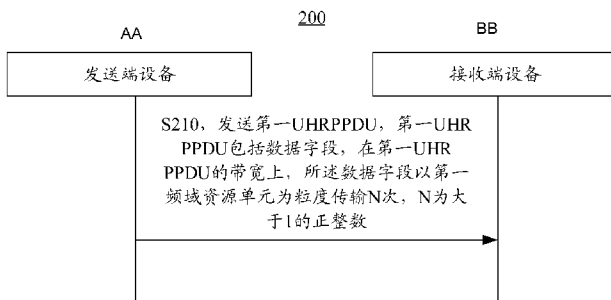 200
AA
BB
发送端设备
接收端设备
S210，发送第一UHRPPDU，第一UHR
PPDU包括数据字段，在第一UHR
PPDU的带宽上，所述数据字段以第一
频域资源单元为粒度传输N次，N为大
于1的正整数